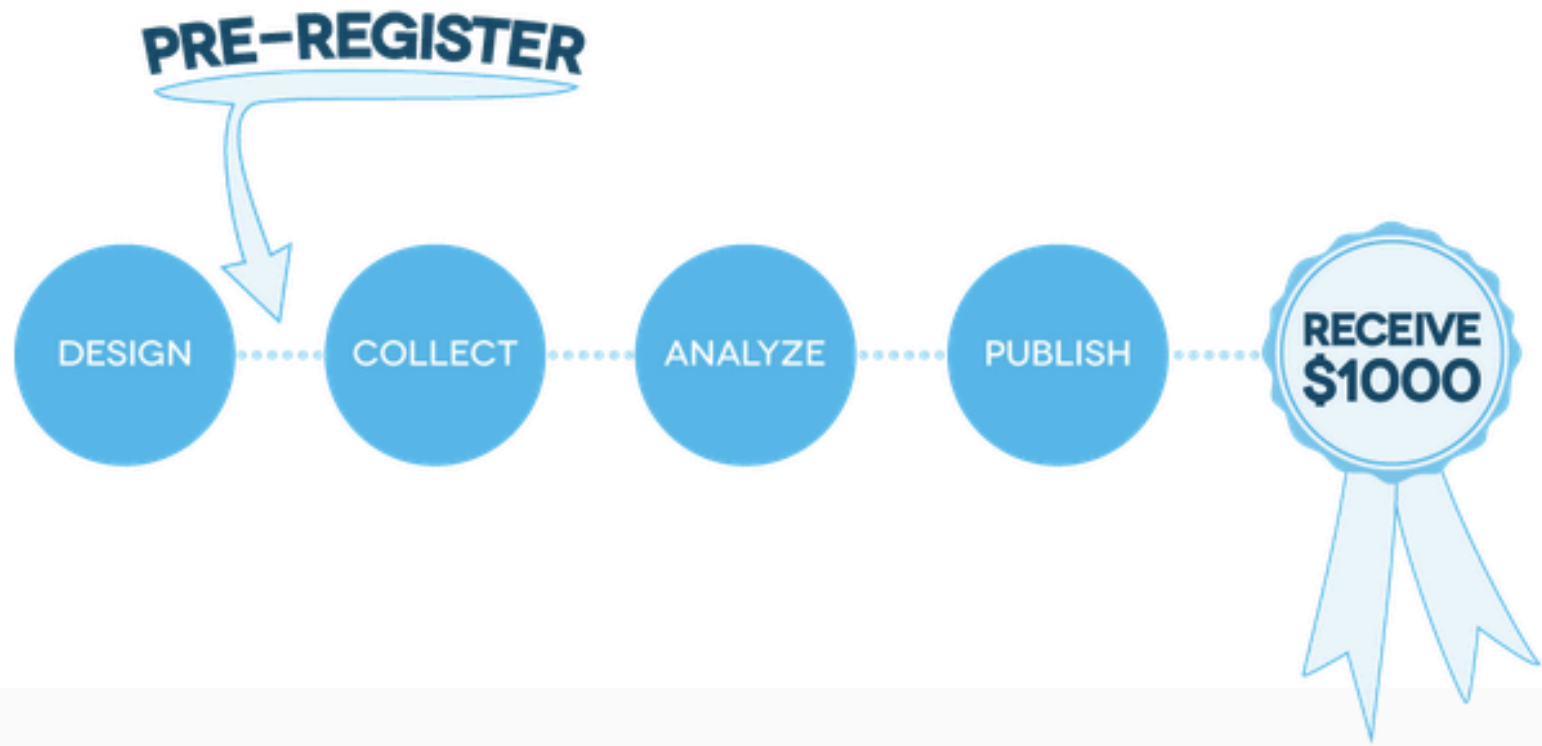 PRE-REGISTER
DESIGN
COLLECT
ANALYZE
PUBLISH
RECEIVE
$1000